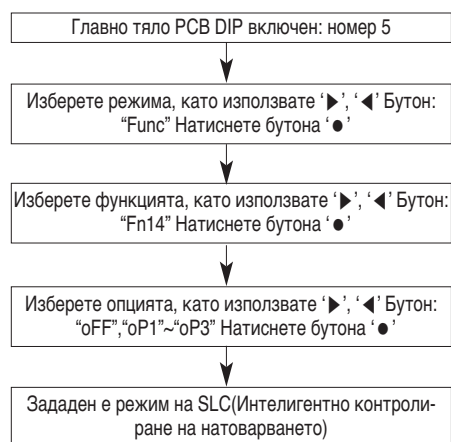 Главно тяло PCB DIP включен: номер 5
Изберете режима, като използвате ‘▶’, ‘◀’ Бутон:
“Func” Натиснете бутона ‘●’
Изберете функцията, като използвате ‘▶’, ‘◀’ Бутон:
“Fn14” Натиснете бутона ‘●’
Изберете опцията, като използвате ‘▶’, ‘◀’ Бутон:
“oFF”,“oP1”~“oP3” Натиснете бутона ‘●’
Зададен е режим на SLC(Интелигентно контроли-
ране на натоварването)